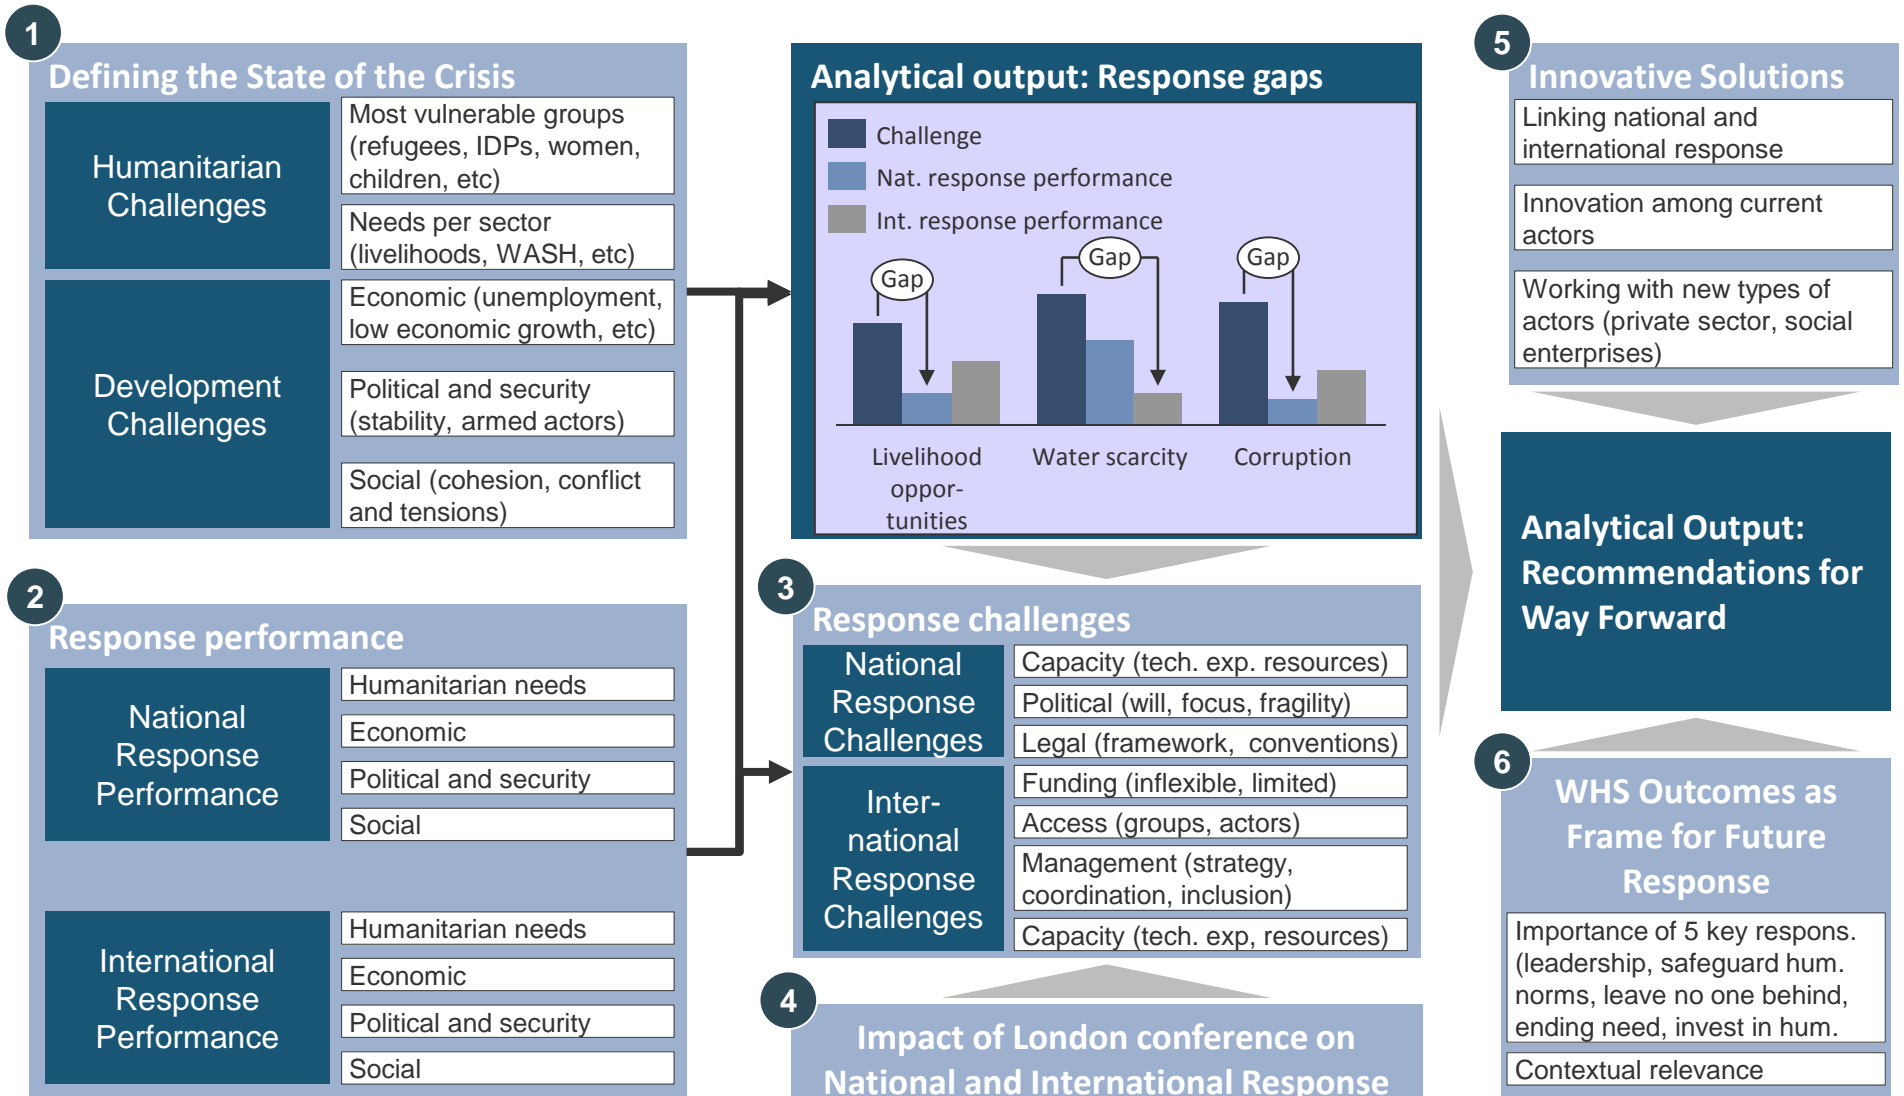 1
Defining the State of the Crisis
Humanitarian
Challenges
Most vulnerable groups
(refugees, IDPs, women,
children, etc)
Needs per sector
(livelihoods, WASH, etc)
Development
Challenges
Economic (unemployment,
low economic growth, etc)
Political and security
(stability, armed actors)
Social (cohesion, conflict
and tensions)
2
Response performance
National
Response
Performance
Humanitarian needs
Economic
Political and security
Social
International
Response
Performance
Humanitarian needs
Economic
Political and security
Social
Analytical output: Response gaps
Challenge
Nat. response performance
Int. response performance
Gap
Gap
Gap
Livelihood
oppor-
tunities
Water scarcity
Corruption
3
Response challenges
National
Response
Challenges
Capacity (tech. exp. resources)
Political (will, focus, fragility)
Legal (framework, conventions)
Inter-
national
Response
Challenges
Funding (inflexible, limited)
Access (groups, actors)
Management (strategy,
coordination, inclusion)
Capacity (tech. exp, resources)
4
Impact of London conference on
National and International Response
5
Innovative Solutions
Linking national and
international response
Innovation among current
actors
Working with new types of
actors (private sector, social
enterprises)
Analytical Output:
Recommendations for
Way Forward
6
WHS Outcomes as
Frame for Future
Response
Importance of 5 key respons.
(leadership, safeguard hum.
norms, leave no one behind,
ending need, invest in hum.
Contextual relevance